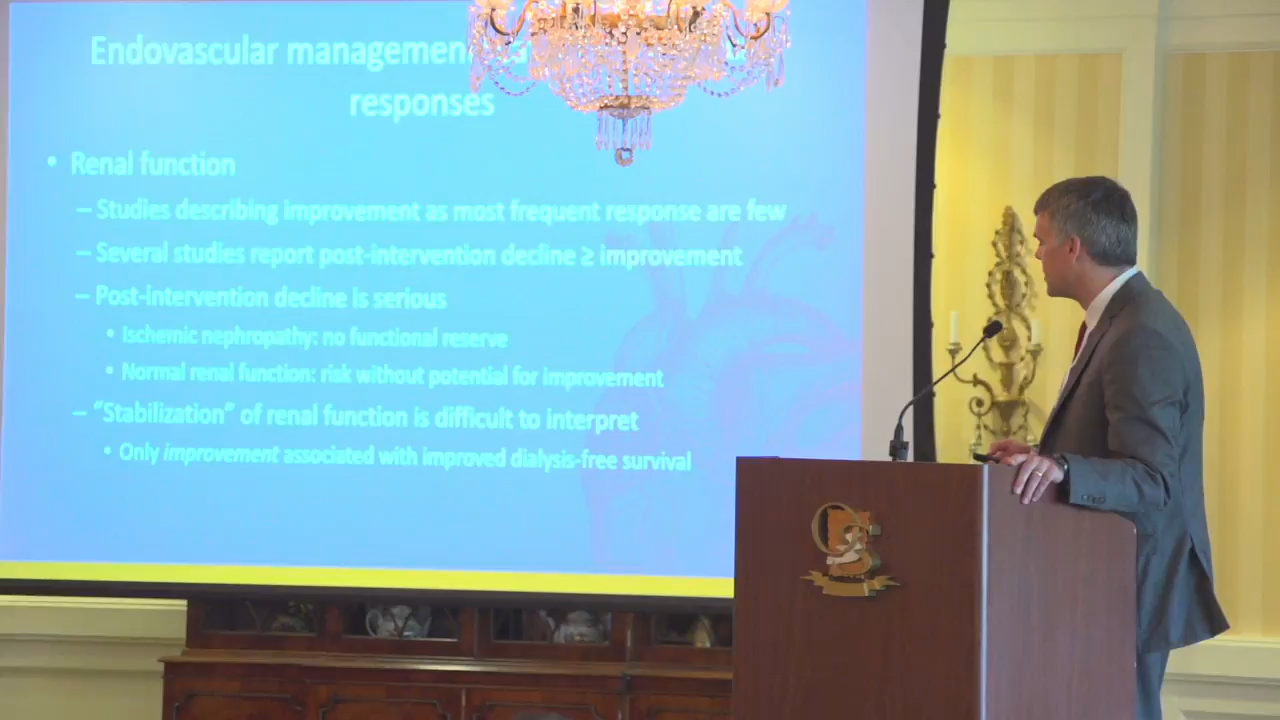 Endovascular managemen
responses
• Renal function
– Studies describing improvement as most frequent response are few
– Several studies report post-intervention decline ≥ improvement
– Post-intervention decline is serious
• Ischemic nephropathy: no functional reserve
• Normal renal function: risk without potential for improvement
– "Stabilization" of renal function is difficult to interpret
• Only improvement associated with improved dialysis-free survival